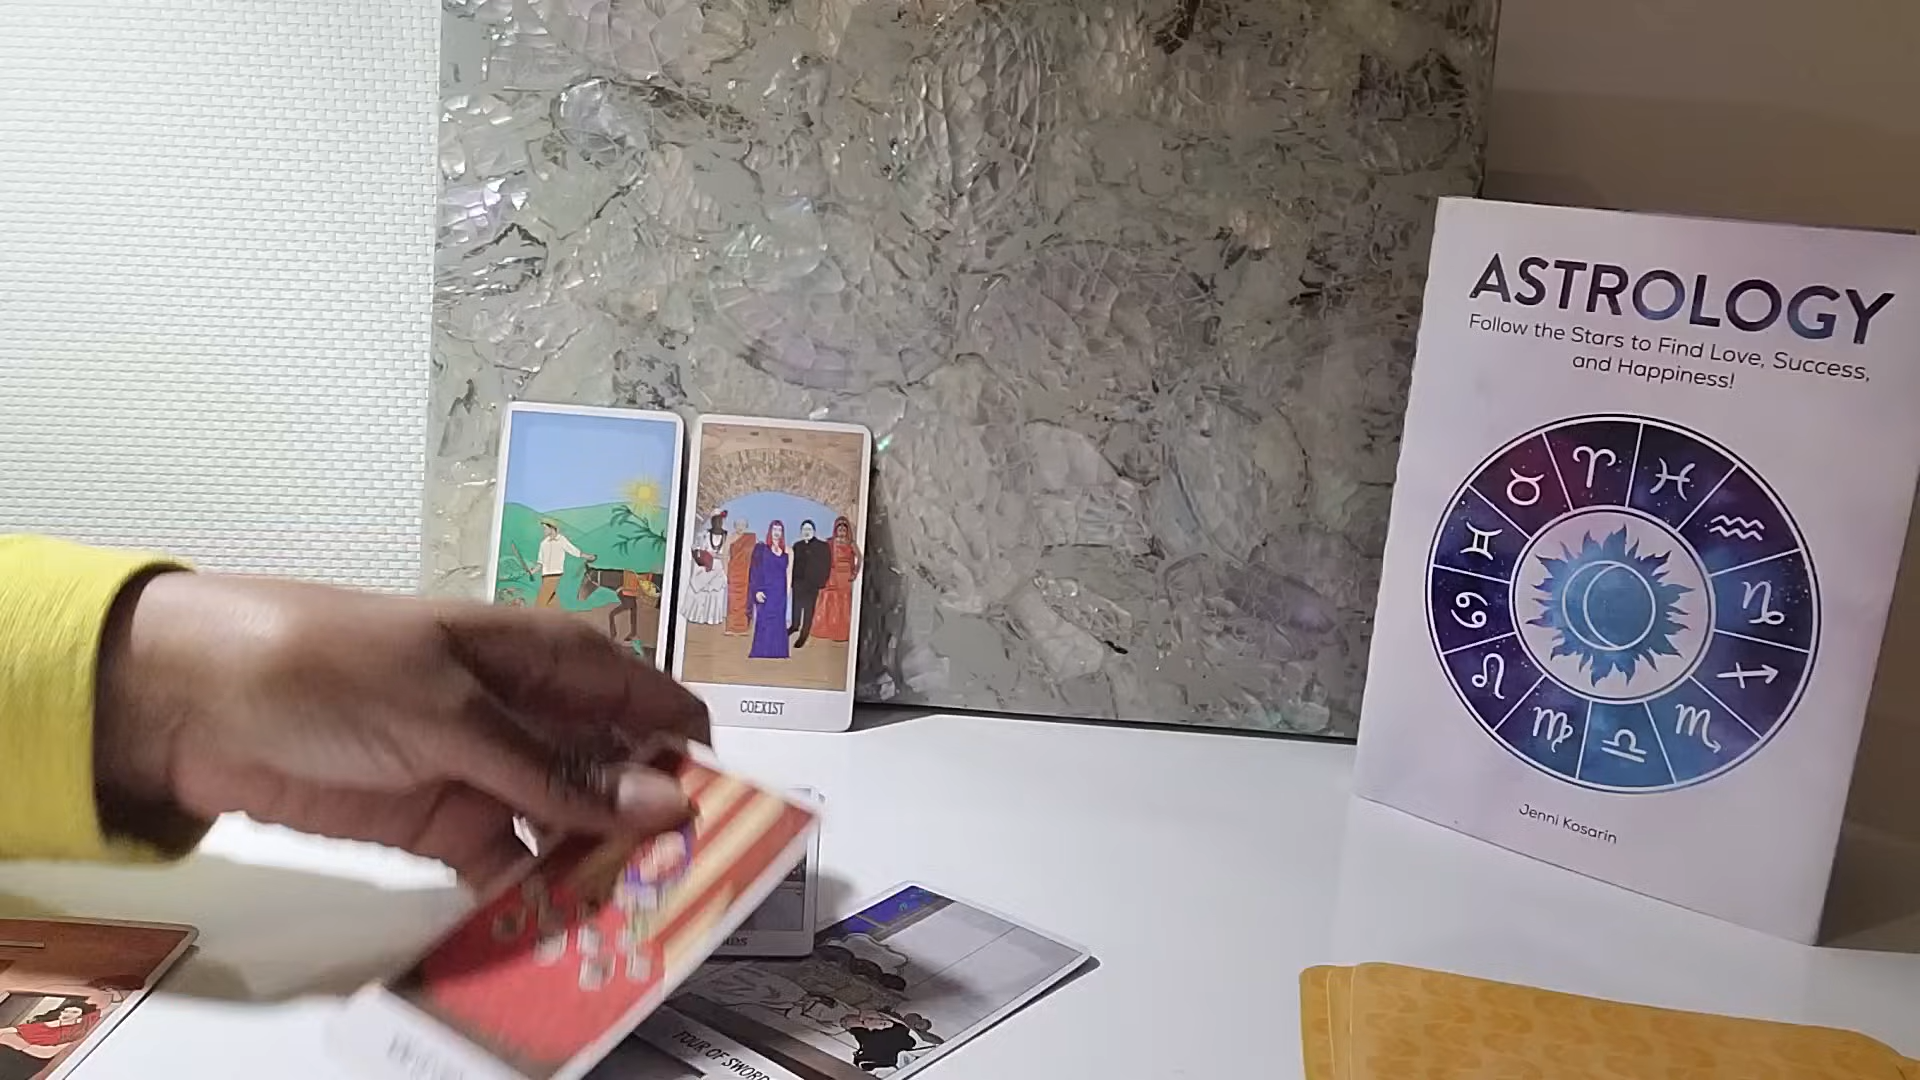 ASTROLOGY
Follow the Stars to Find Love, Success,
and Happiness!
Jenni Kosarin
COEXIST
FOUR OF SWORDS